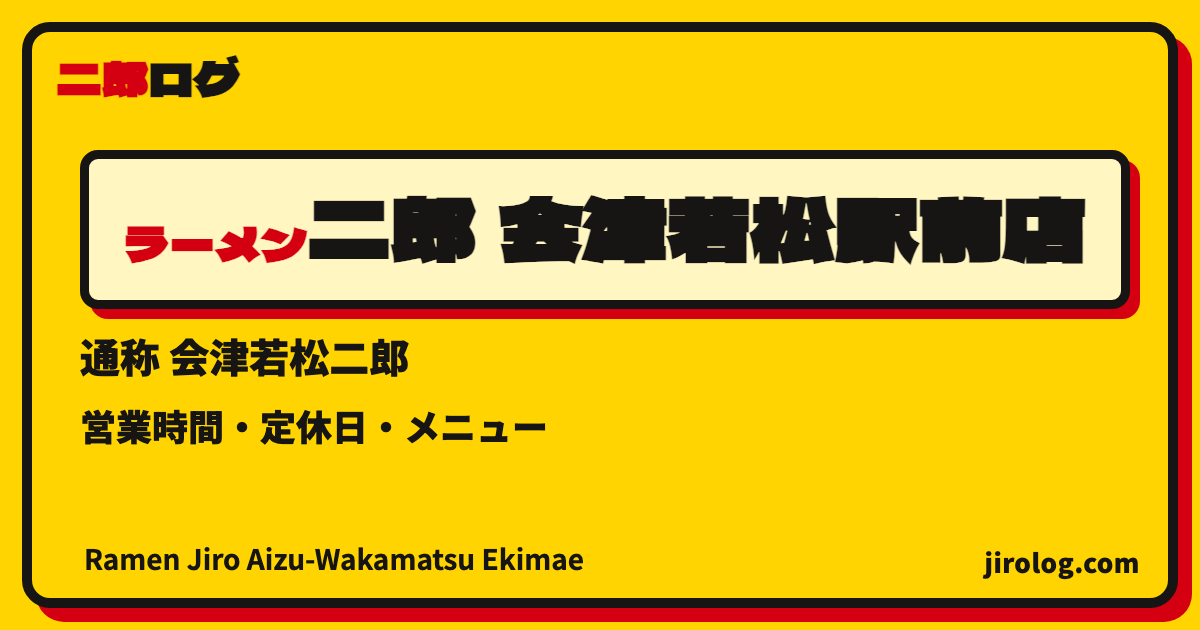 二郎ログ
ラーメン二郎 会津若松駅前店
通称 会津若松二郎
営業時間・定休日・メニュー
Ramen Jiro Aizu-Wakamatsu Ekimae
jirolog.com